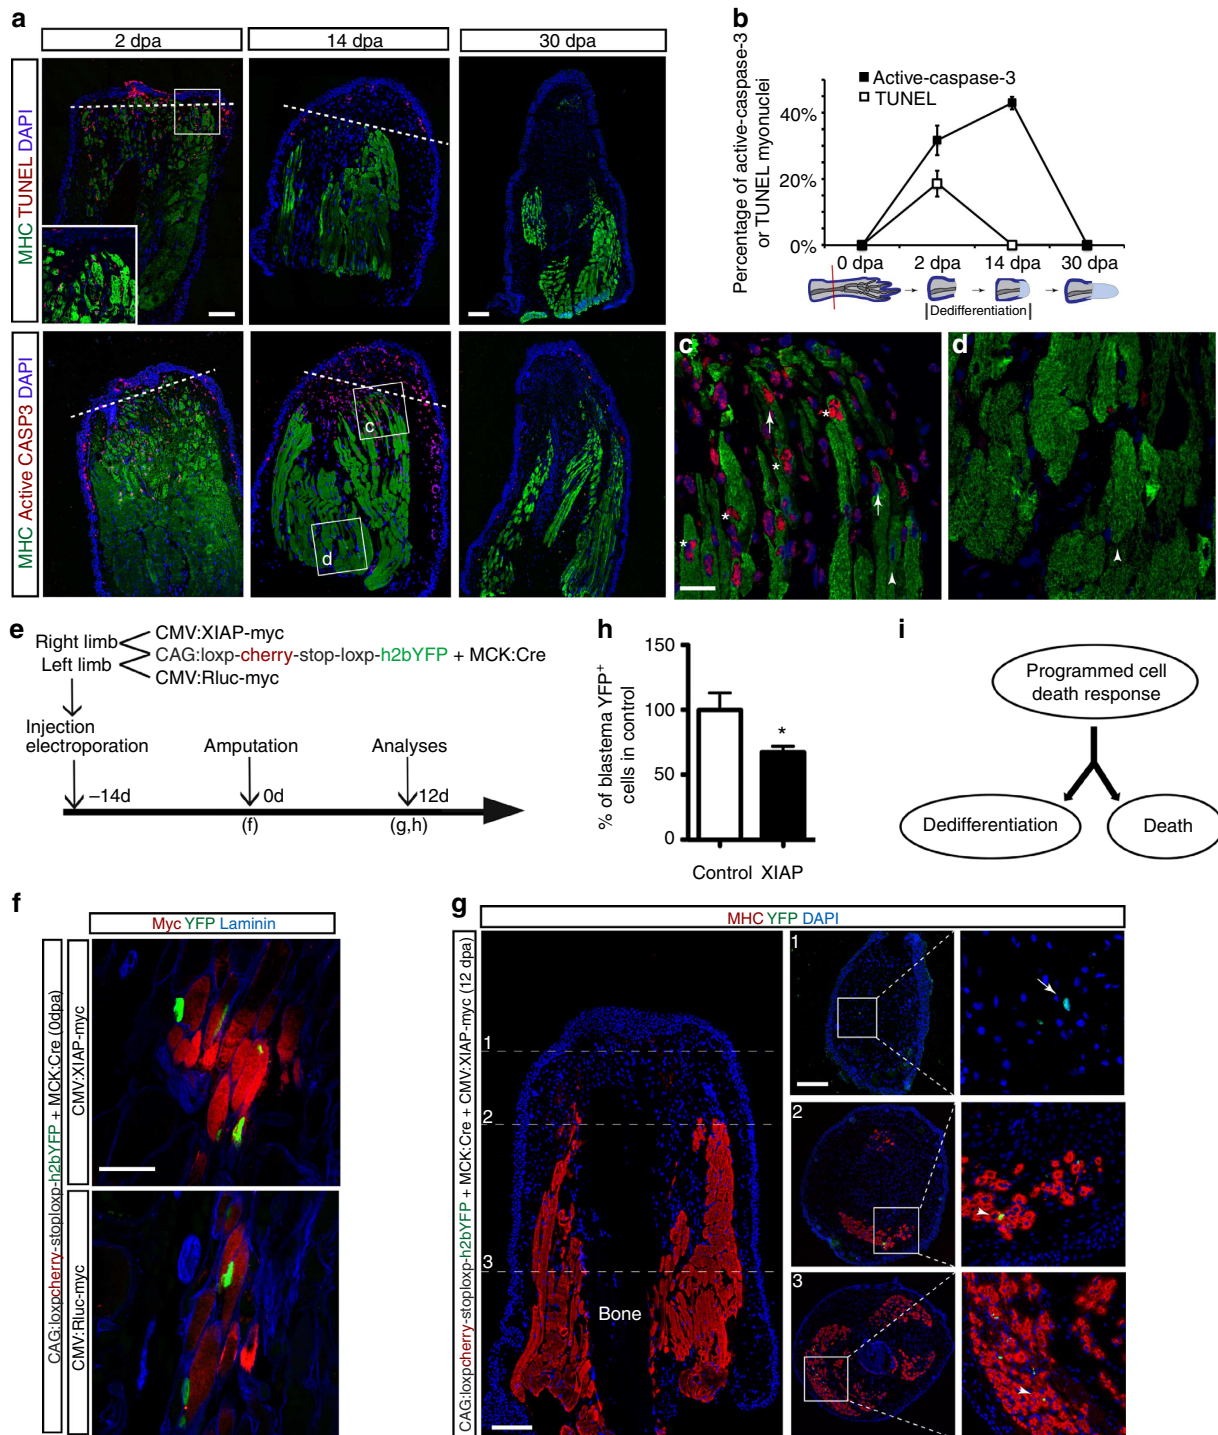 a
2 dpa
14 dpa
30 dpa
MHC TUNEL DAPI
MHC Active CASP3 DAPI
c
d
b
Percentage of active-caspase-3
or TUNEL myonuclei
Active-caspase-3
TUNEL
40%
20%
0%
0 dpa
2 dpa
14 dpa
30 dpa
Dedifferentiation
c
*
*
*
*
d
e
Right limb
Left limb
CMV:XIAP-myc
CAG:loxp-cherry-stop-loxp-h2bYFP + MCK:Cre
CMV:Rluc-myc
Injection
electroporation
Amputation
Analyses
–14d
0d
12d
(f)
(g,h)
h
% of blastema YFP+
cells in control
150
100
50
0
*
Control
XIAP
i
Programmed cell
death response
Dedifferentiation
Death
f
Myc YFP Laminin
CAG:loxpcherry-stoploxp-h2bYFP + MCK:Cre (0dpa)
CMV:XIAP-myc
CMV:Rluc-myc
g
MHC YFP DAPI
CAG:loxpcherry-stoploxp-h2bYFP + MCK:Cre + CMV:XIAP-myc (12 dpa)
1
2
3
Bone
1
2
3